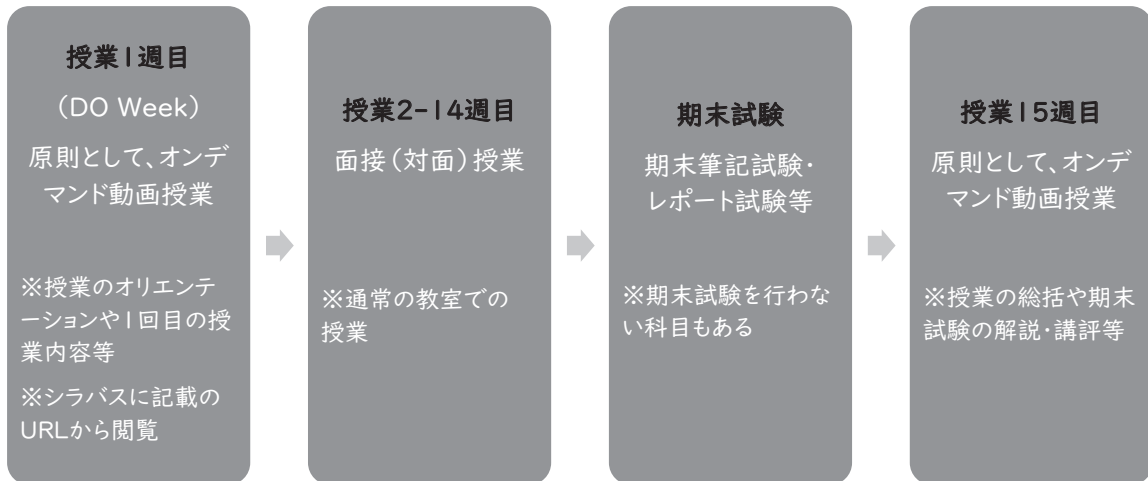 授業1週目
(DO Week)
原則として、オンデ
マンド動画授業
※授業のオリエンテ
ーションや1回目の授
業内容等
※シラバスに記載の
URLから閲覧
授業2-14週目
面接(対面)授業
※通常の教室での
授業
期末試験
期末筆記試験・
レポート試験等
※期末試験を行わな
い科目もある
授業15週目
原則として、オンデ
マンド動画授業
※授業の総括や期末
試験の解説・講評等